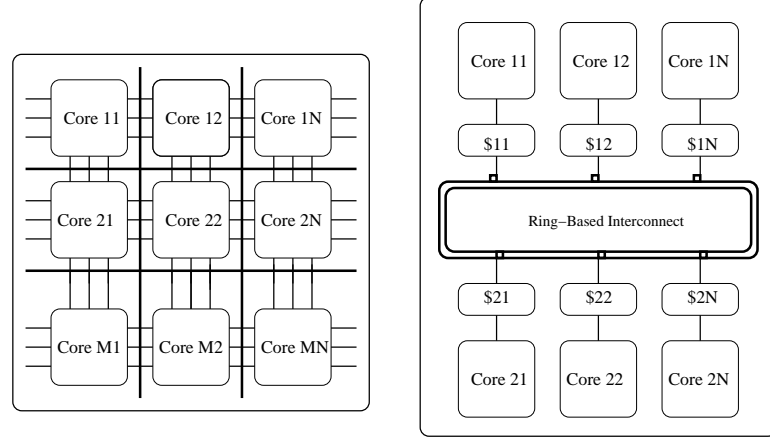 Core 11 Core 12 Core 1N
Core 21 Core 22 Core 2N
Core M1 Core M2 Core MN
Core 11 Core 12 Core 1N
$11 $12 $1N
Ring−Based Interconnect
$21 $22 $2N
Core 21 Core 22 Core 2N